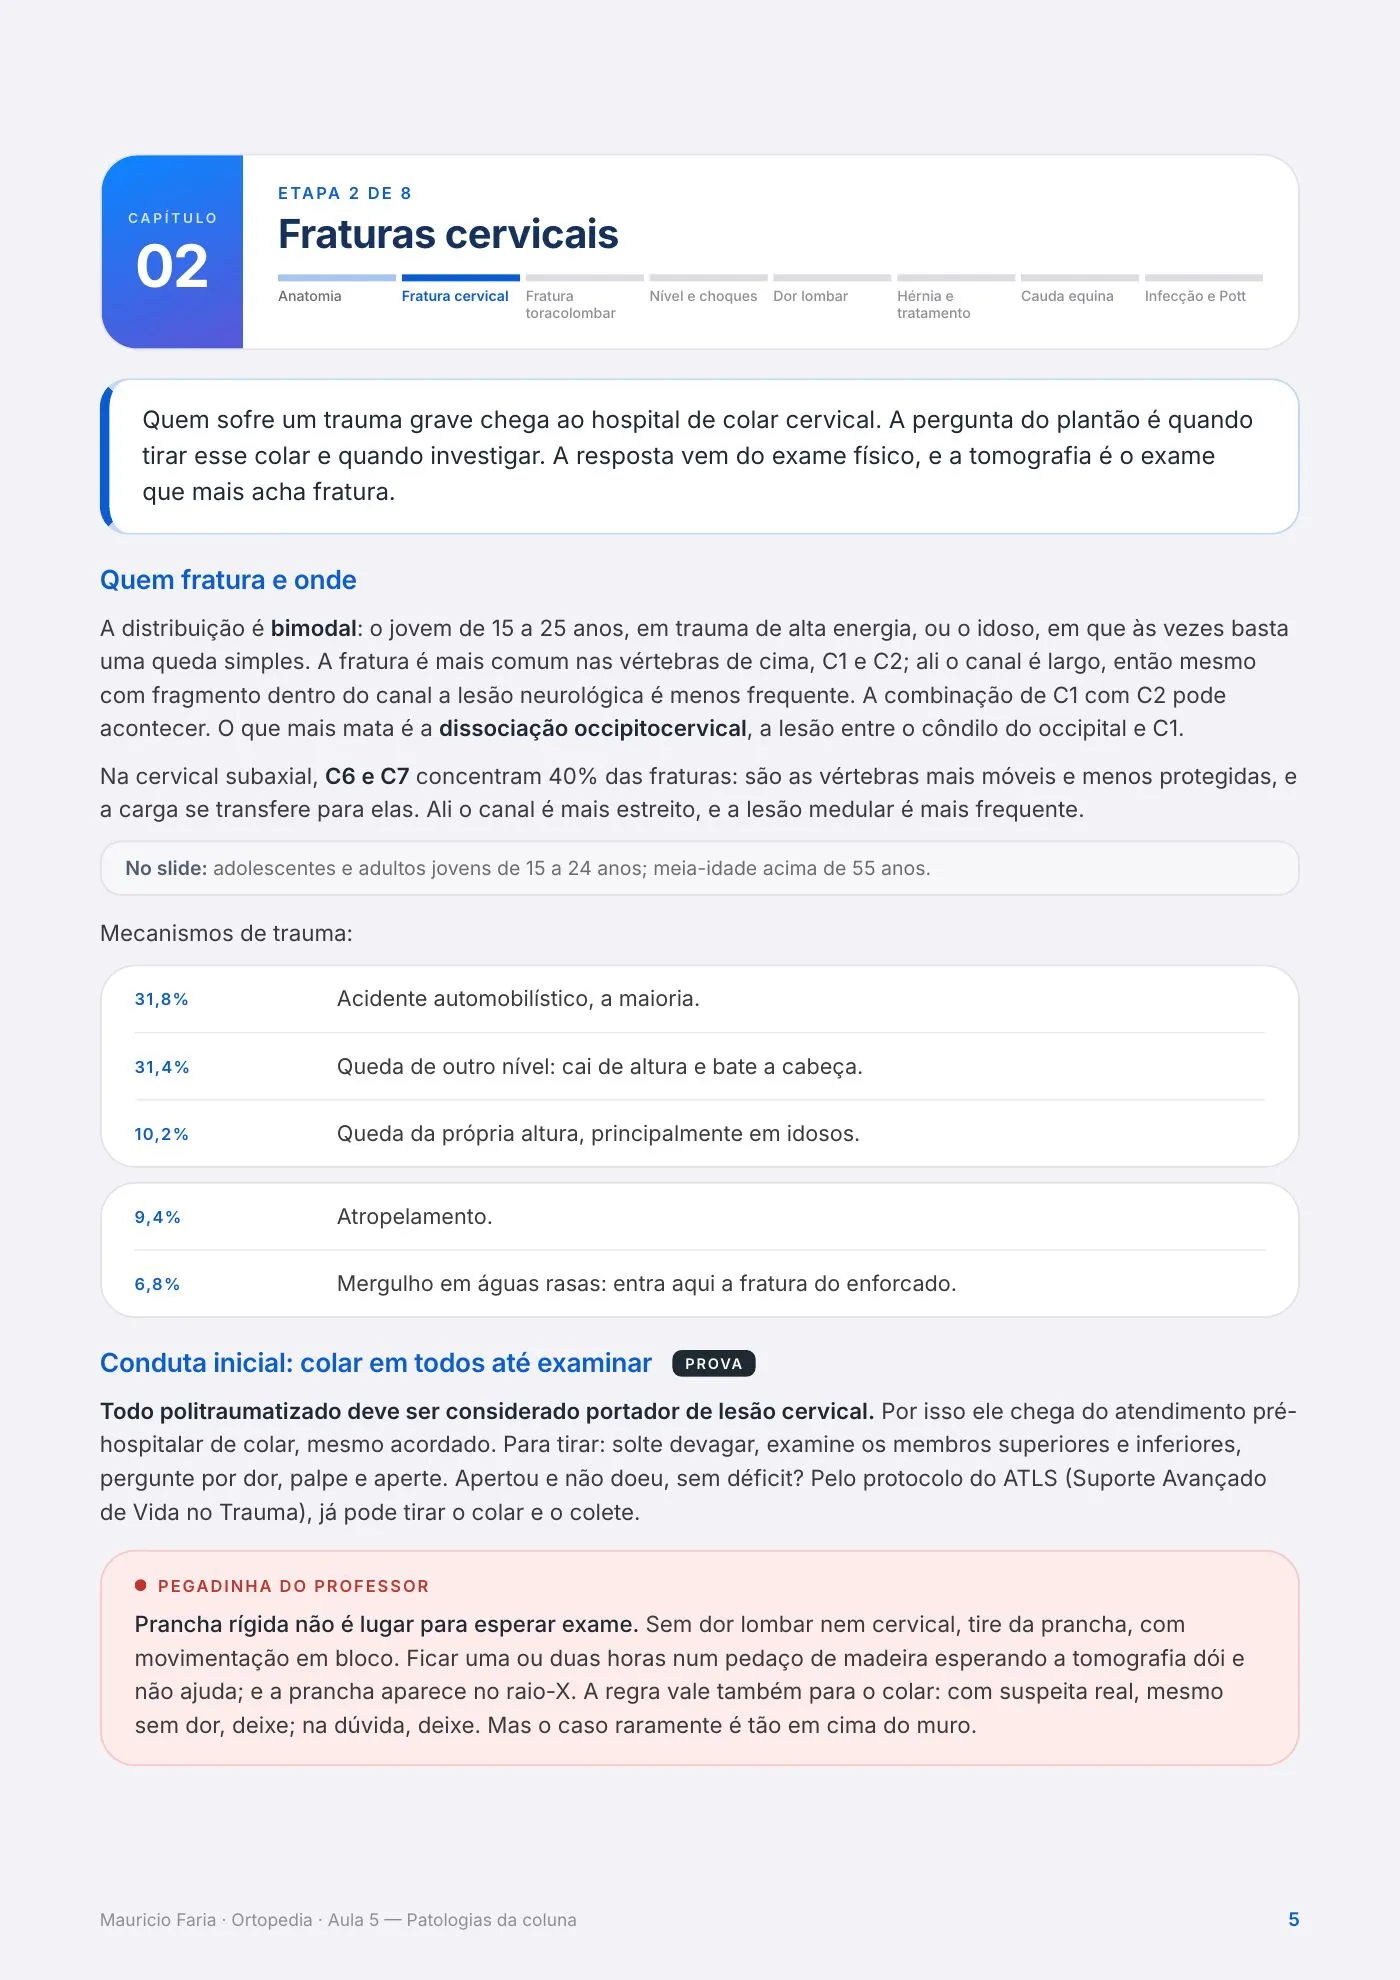 CAPÍTULO
02
ETAPA 2 DE 8
Fraturas cervicais
Anatomia
Fratura cervical
Fratura
toracolombar
Nível e choques
Dor lombar
Hérnia e
tratamento
Cauda equina
Infecção e Pott
Quem sofre um trauma grave chega ao hospital de colar cervical. A pergunta do plantão é quando
tirar esse colar e quando investigar. A resposta vem do exame físico, e a tomografia é o exame
que mais acha fratura.
Quem fratura e onde
A distribuição é bimodal: o jovem de 15 a 25 anos, em trauma de alta energia, ou o idoso, em que às vezes basta
uma queda simples. A fratura é mais comum nas vértebras de cima, C1 e C2; ali o canal é largo, então mesmo
com fragmento dentro do canal a lesão neurológica é menos frequente. A combinação de C1 com C2 pode
acontecer. O que mais mata é a dissociação occipitocervical, a lesão entre o côndilo do occipital e C1.
Na cervical subaxial, C6 e C7 concentram 40% das fraturas: são as vértebras mais móveis e menos protegidas, e
a carga se transfere para elas. Ali o canal é mais estreito, e a lesão medular é mais frequente.
No slide: adolescentes e adultos jovens de 15 a 24 anos; meia-idade acima de 55 anos.
Mecanismos de trauma:
31,8% Acidente automobilístico, a maioria.
31,4% Queda de outro nível: cai de altura e bate a cabeça.
10,2% Queda da própria altura, principalmente em idosos.
9,4% Atropelamento.
6,8% Mergulho em águas rasas: entra aqui a fratura do enforcado.
Conduta inicial: colar em todos até examinar PROVA
Todo politraumatizado deve ser considerado portador de lesão cervical. Por isso ele chega do atendimento pré-
hospitalar de colar, mesmo acordado. Para tirar: solte devagar, examine os membros superiores e inferiores,
pergunte por dor, palpe e aperte. Apertou e não doeu, sem déficit? Pelo protocolo do ATLS (Suporte Avançado
de Vida no Trauma), já pode tirar o colar e o colete.
PEGADINHA DO PROFESSOR
Prancha rígida não é lugar para esperar exame. Sem dor lombar nem cervical, tire da prancha, com
movimentação em bloco. Ficar uma ou duas horas num pedaço de madeira esperando a tomografia dói e
não ajuda; e a prancha aparece no raio-X. A regra vale também para o colar: com suspeita real, mesmo
sem dor, deixe; na dúvida, deixe. Mas o caso raramente é tão em cima do muro.
Mauricio Faria · Ortopedia · Aula 5 — Patologias da coluna
5